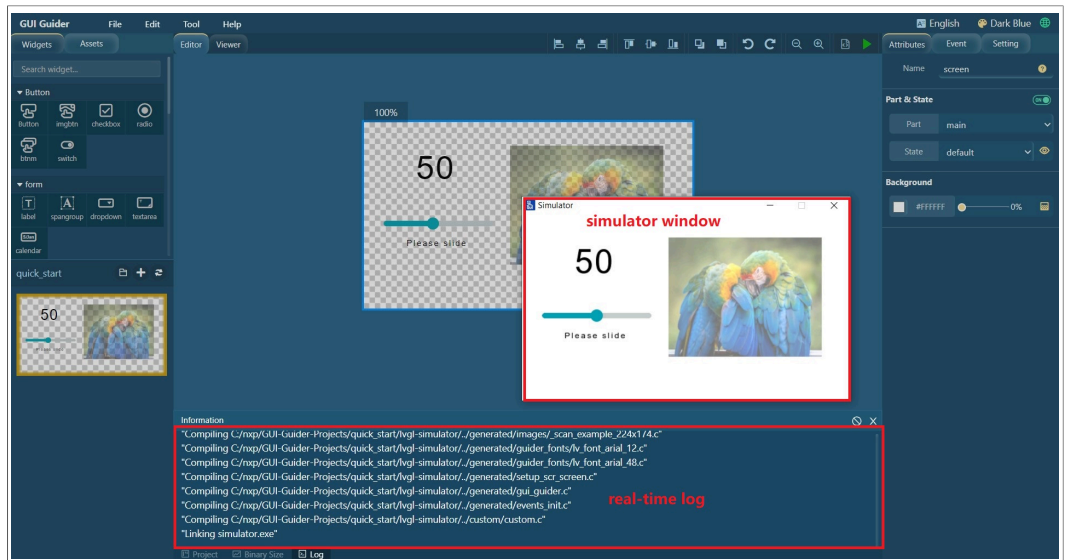 GUI Guider File Edit Tool Help English Dark Blue
Widgets Assets Editor Viewer Attributes Event Setting
Search widget...
Name screen
Button
Button imgbtn checkbox radio
btnm switch
form
label spangroup dropdown textarea
calendar
Part & State ON
Part main
State default
Background
#FFFFFF 0%
100%
50
Please slide
Simulator
simulator window
50
Please slide
quick_start
50
Please slide
Information
"Compiling C:/nxp/GUI-Guider-Projects/quick_start/lvgl-simulator/../generated/images/_scan_example_224x174.c"
"Compiling C:/nxp/GUI-Guider-Projects/quick_start/lvgl-simulator/../generated/guider_fonts/lv_font_arial_12.c"
"Compiling C:/nxp/GUI-Guider-Projects/quick_start/lvgl-simulator/../generated/guider_fonts/lv_font_arial_48.c"
"Compiling C:/nxp/GUI-Guider-Projects/quick_start/lvgl-simulator/../generated/setup_scr_screen.c"
"Compiling C:/nxp/GUI-Guider-Projects/quick_start/lvgl-simulator/../generated/gui_guider.c"
"Compiling C:/nxp/GUI-Guider-Projects/quick_start/lvgl-simulator/../generated/events_init.c"
"Compiling C:/nxp/GUI-Guider-Projects/quick_start/lvgl-simulator/../custom/custom.c"
"Linking simulator.exe"
real-time log
Project Binary Size Log